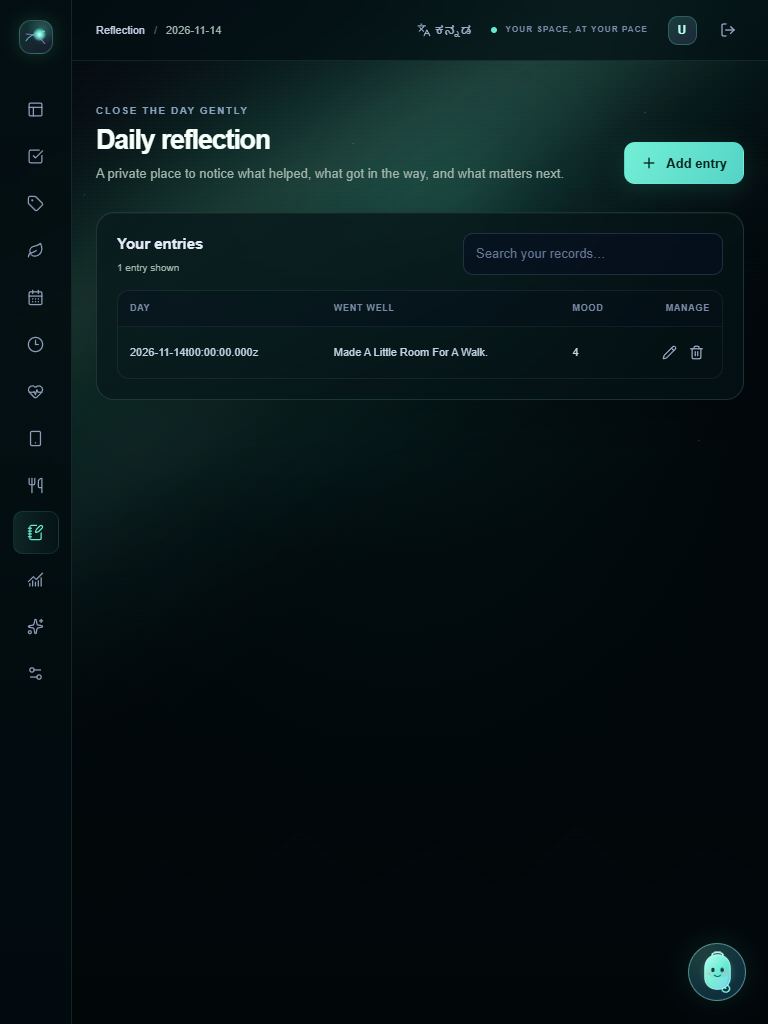 Reflection / 2026-11-14
ಕನ್ನಡ
YOUR SPACE, AT YOUR PACE
U
CLOSE THE DAY GENTLY
Daily reflection
A private place to notice what helped, what got in the way, and what matters next.
+ Add entry
Your entries
1 entry shown
Search your records...
DAY WENT WELL MOOD MANAGE
2026-11-14t00:00:00.000z Made A Little Room For A Walk. 4